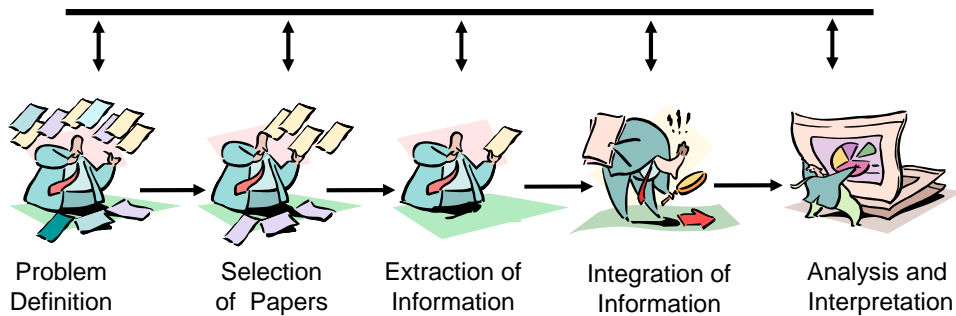 Problem
Definition
Selection
of Papers
Extraction of
Information
Integration of
Information
Analysis and
Interpretation